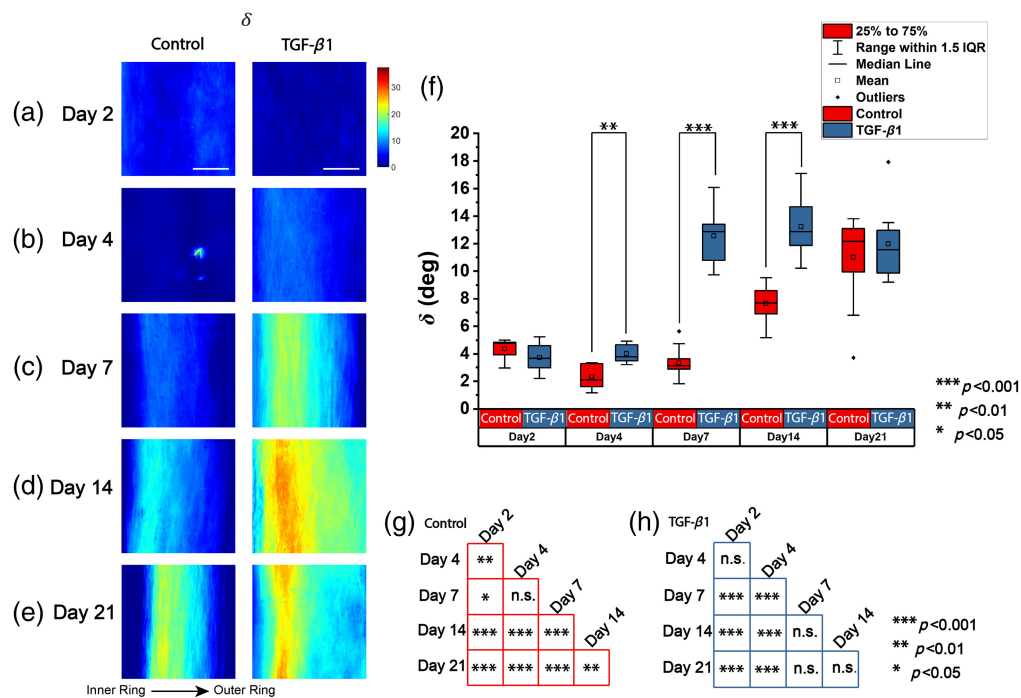 δ
Control
TGF-β1
(a) Day 2
(b) Day 4
(c) Day 7
(d) Day 14
(e) Day 21
Inner Ring → Outer Ring
30
20
10
0
(f)
25% to 75%
Range within 1.5 IQR
Median Line
Mean
Outliers
Control
TGF-β1
δ (deg)
20
18
16
14
12
10
8
6
4
2
0
** *** ***
Control TGF-β1 Control TGF-β1 Control TGF-β1 Control TGF-β1 Control TGF-β1
Day2 Day4 Day7 Day14 Day21
*** p<0.001
** p<0.01
* p<0.05
(g) Control
Day 2
Day 4 **
Day 4
Day 7 * n.s.
Day 7
Day 14 *** *** ***
Day 14
Day 21 *** *** *** **
(h) TGF-β1
Day 2
Day 4 n.s.
Day 4
Day 7 *** ***
Day 7
Day 14 *** *** n.s.
Day 14
Day 21 *** *** n.s. n.s.
*** p<0.001
** p<0.01
* p<0.05